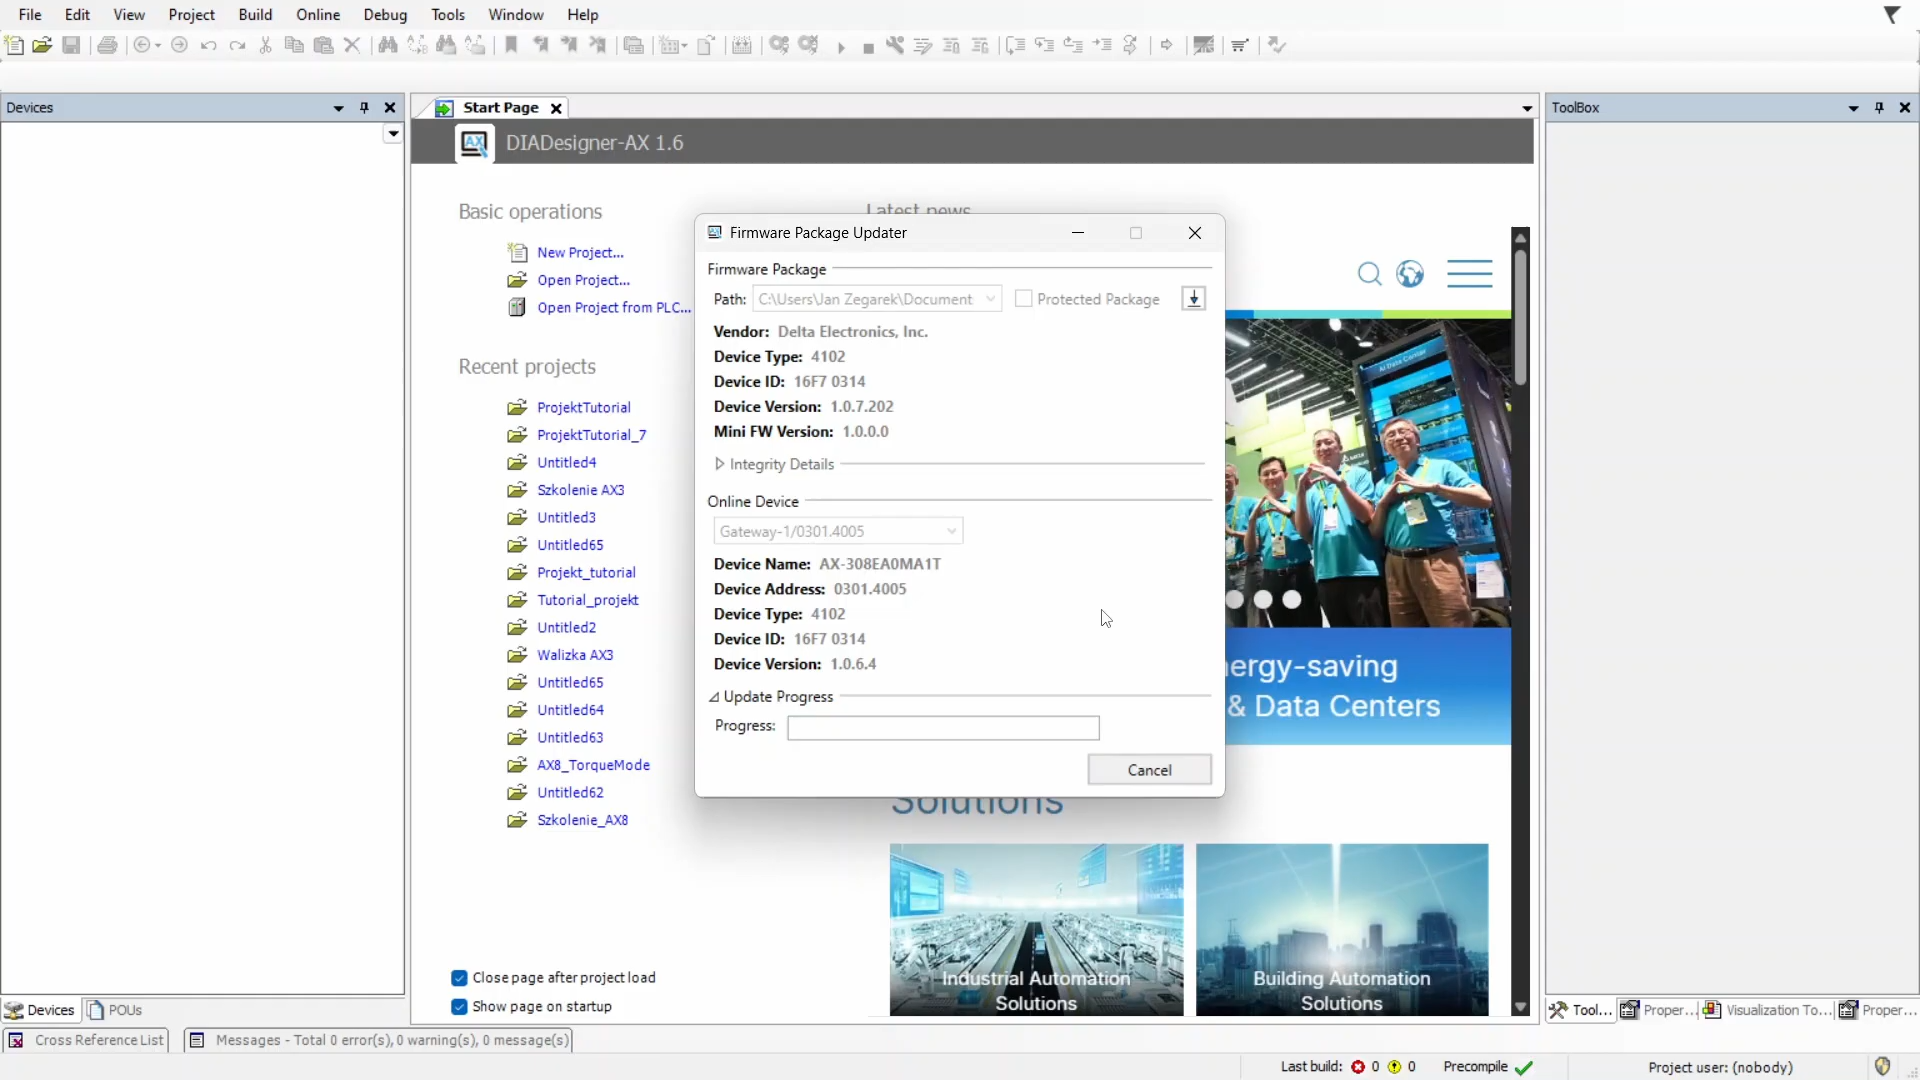 File Edit View Project Build Online Debug Tools Window Help
Devices
Start Page
ToolBox
DIADesigner-AX 1.6
Basic operations
Latest news
New Project...
Open Project...
Open Project from PLC...
Recent projects
ProjektTutorial
ProjektTutorial_7
Untitled4
Szkolenie AX3
Untitled3
Untitled65
Projekt_tutorial
Tutorial_projekt
Untitled2
Walizka AX3
Untitled65
Untitled64
Untitled63
AX8_TorqueMode
Untitled62
Szkolenie_AX8
Close page after project load
Show page on startup
Firmware Package Updater
Firmware Package
Path: C:\Users\Jan Zegarek\Document Protected Package
Vendor: Delta Electronics, Inc.
Device Type: 4102
Device ID: 16F7 0314
Device Version: 1.0.7.202
Mini FW Version: 1.0.0.0
Integrity Details
Online Device
Gateway-1/0301.4005
Device Name: AX-308EA0MA1T
Device Address: 0301.4005
Device Type: 4102
Device ID: 16F7 0314
Device Version: 1.0.6.4
Update Progress
Progress:
Cancel
AI Data Center
nergy-saving
& Data Centers
Solutions
Industrial Automation
Solutions
Building Automation
Solutions
Devices POUs
Tool... Proper... Visualization To... Proper...
Cross Reference List Messages - Total 0 error(s), 0 warning(s), 0 message(s)
Last build: 0 0 Precompile Project user: (nobody)